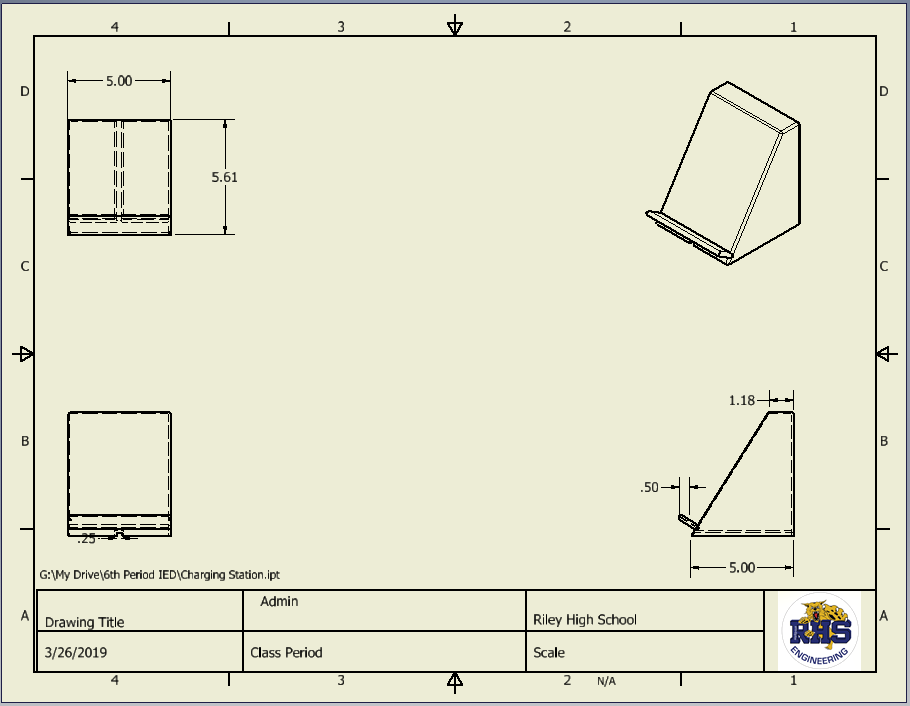 4 3 2 1
D D
5.00
5.61
C C
1.18
B B
.50
.25
5.00
G:\My Drive\6th Period IED\Charging Station.ipt
Admin
Drawing Title
Riley High School
A A
3/26/2019
Class Period
Scale
RHS
ENGINEERING
4 3 2 N/A 1